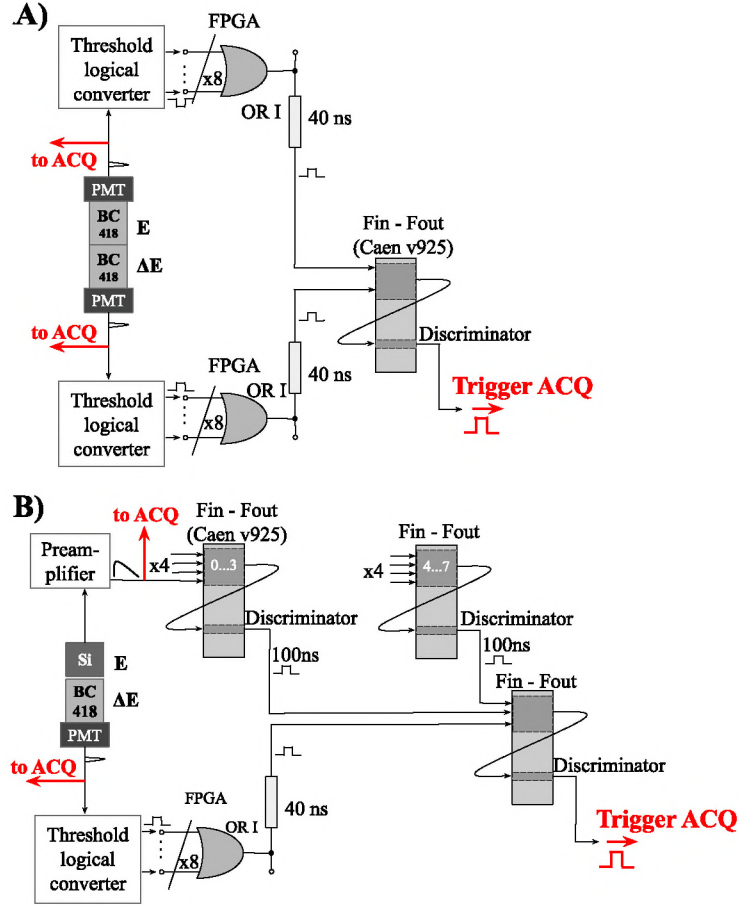 A)
FPGA
Threshold
logical
converter
x8
OR I
40 ns
to ACQ
PMT
BC
418
E
BC
418
ΔE
PMT
to ACQ
Fin - Fout
(Caen v925)
Discriminator
Trigger ACQ
40 ns
FPGA
OR I
x8
Threshold
logical
converter
B)
to ACQ
Fin - Fout
(Caen v925)
Fin - Fout
Pream-
plifier
x4
0...3
x4
4...7
Discriminator
Discriminator
100ns
100ns
Si
E
BC
418
ΔE
PMT
to ACQ
Fin - Fout
Discriminator
40 ns
FPGA
OR I
x8
Threshold
logical
converter
Trigger ACQ